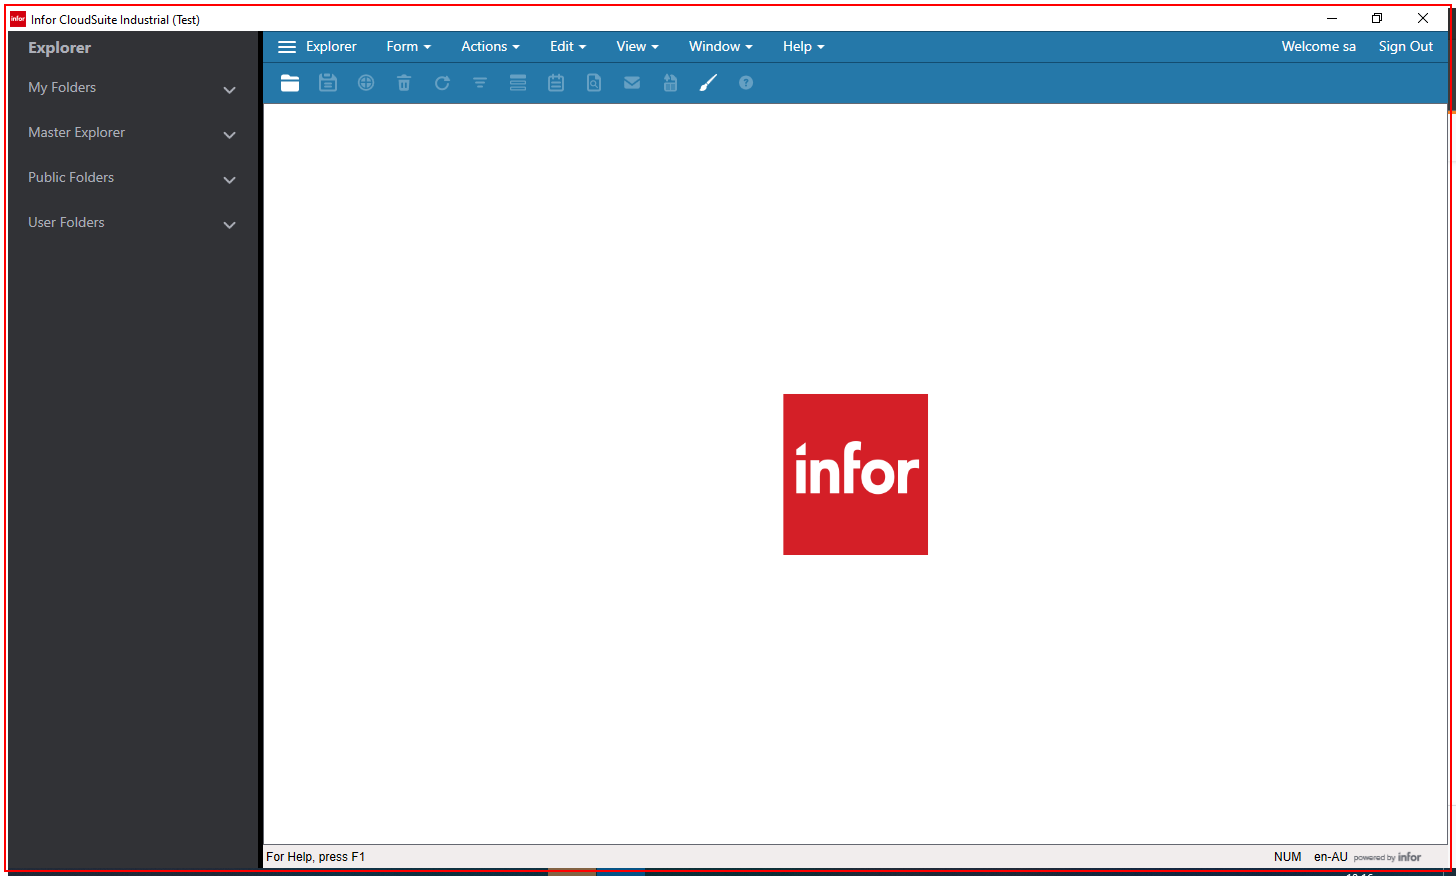 infor Infor CloudSuite Industrial (Test)
Explorer
My Folders
Master Explorer
Public Folders
User Folders
Explorer Form Actions Edit View Window Help Welcome sa Sign Out
infor
For Help, press F1 NUM en-AU powered by infor